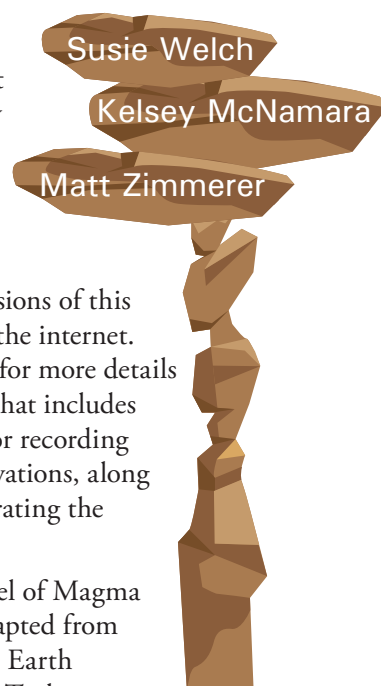 Susie Welch
Kelsey McNamara
Matt Zimmerer
sions of this
the internet.
for more details
hat includes
or recording
vations, along
rating the
el of Magma
apted from
Earth